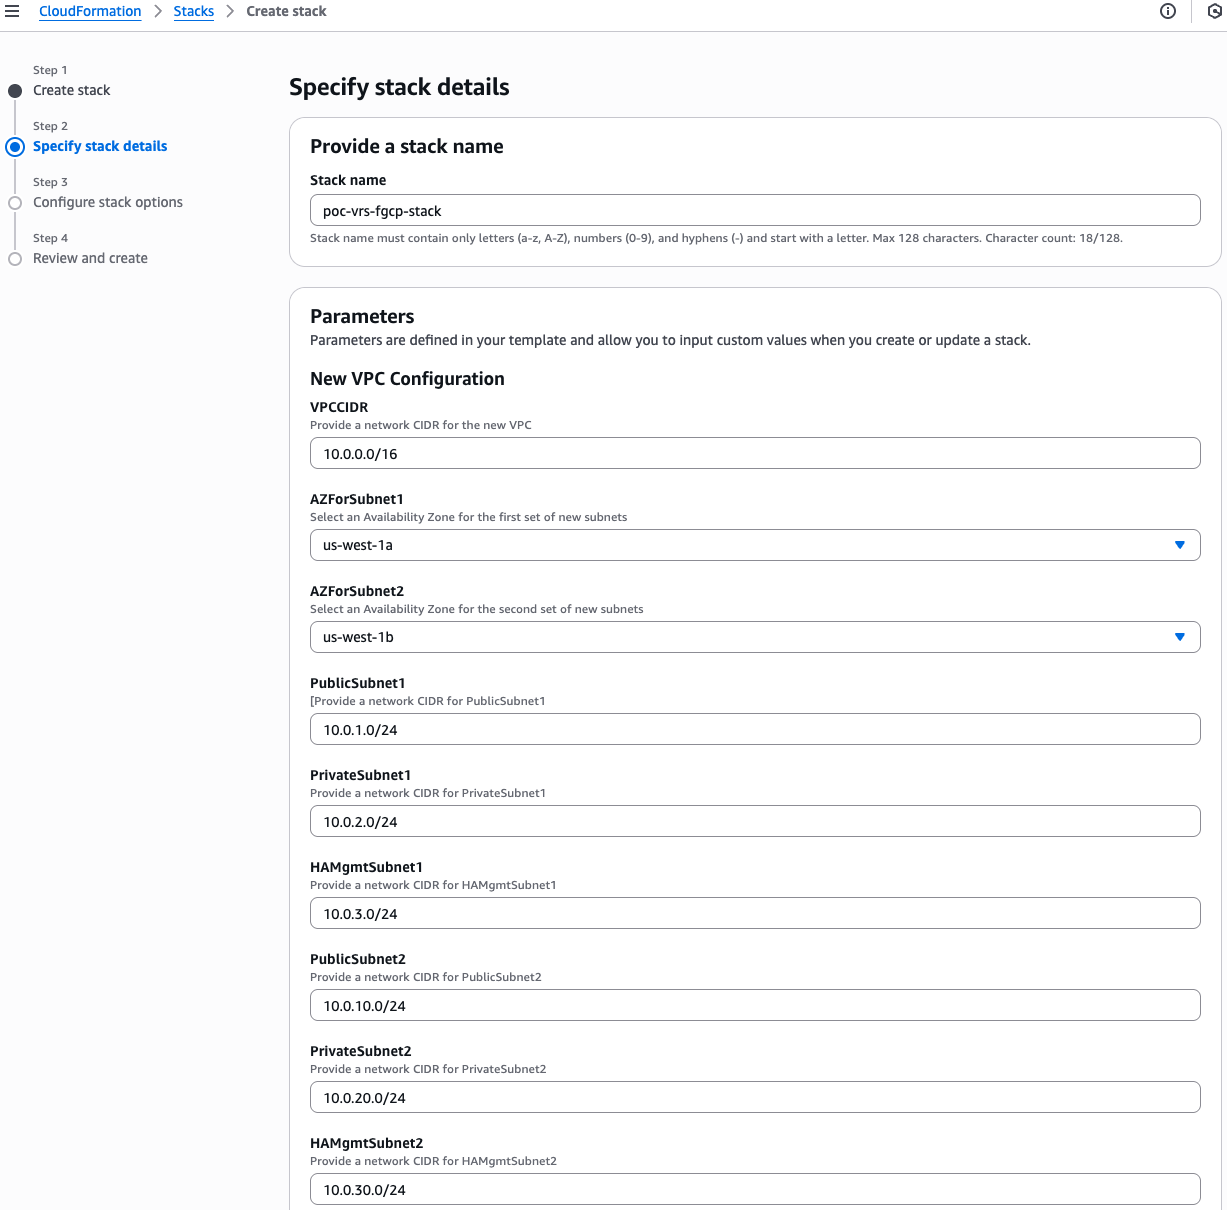 CloudFormation > Stacks > Create stack
Step 1
Create stack
Step 2
Specify stack details
Step 3
Configure stack options
Step 4
Review and create
Specify stack details
Provide a stack name
Stack name
poc-vrs-fgcp-stack
Stack name must contain only letters (a-z, A-Z), numbers (0-9), and hyphens (-) and start with a letter. Max 128 characters. Character count: 18/128.
Parameters
Parameters are defined in your template and allow you to input custom values when you create or update a stack.
New VPC Configuration
VPCCIDR
Provide a network CIDR for the new VPC
10.0.0.0/16
AZForSubnet1
Select an Availability Zone for the first set of new subnets
us-west-1a
AZForSubnet2
Select an Availability Zone for the second set of new subnets
us-west-1b
PublicSubnet1
[Provide a network CIDR for PublicSubnet1
10.0.1.0/24
PrivateSubnet1
Provide a network CIDR for PrivateSubnet1
10.0.2.0/24
HAMgmtSubnet1
Provide a network CIDR for HAMgmtSubnet1
10.0.3.0/24
PublicSubnet2
Provide a network CIDR for PublicSubnet2
10.0.10.0/24
PrivateSubnet2
Provide a network CIDR for PrivateSubnet2
10.0.20.0/24
HAMgmtSubnet2
Provide a network CIDR for HAMgmtSubnet2
10.0.30.0/24